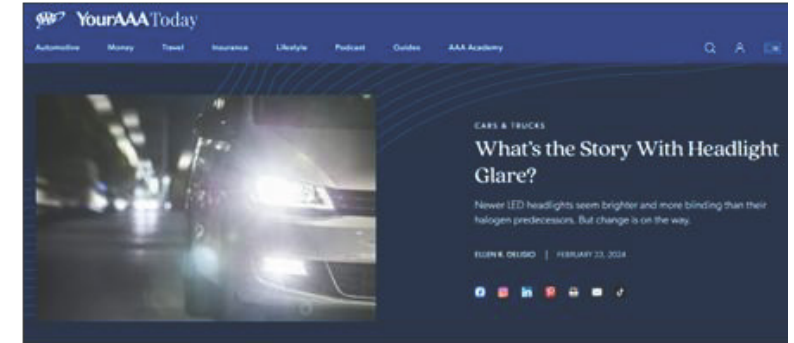 AAA YourAAA Today
Automotive Money Travel Insurance Lifestyle Podcast Guides AAA Academy
CARS & TRUCKS
What's the Story With Headlight
Glare?
Newer LED headlights seem brighter and more blinding than their
halogen predecessors. But change is on the way.
ELLEN R. DELISIO | FEBRUARY 23, 2024